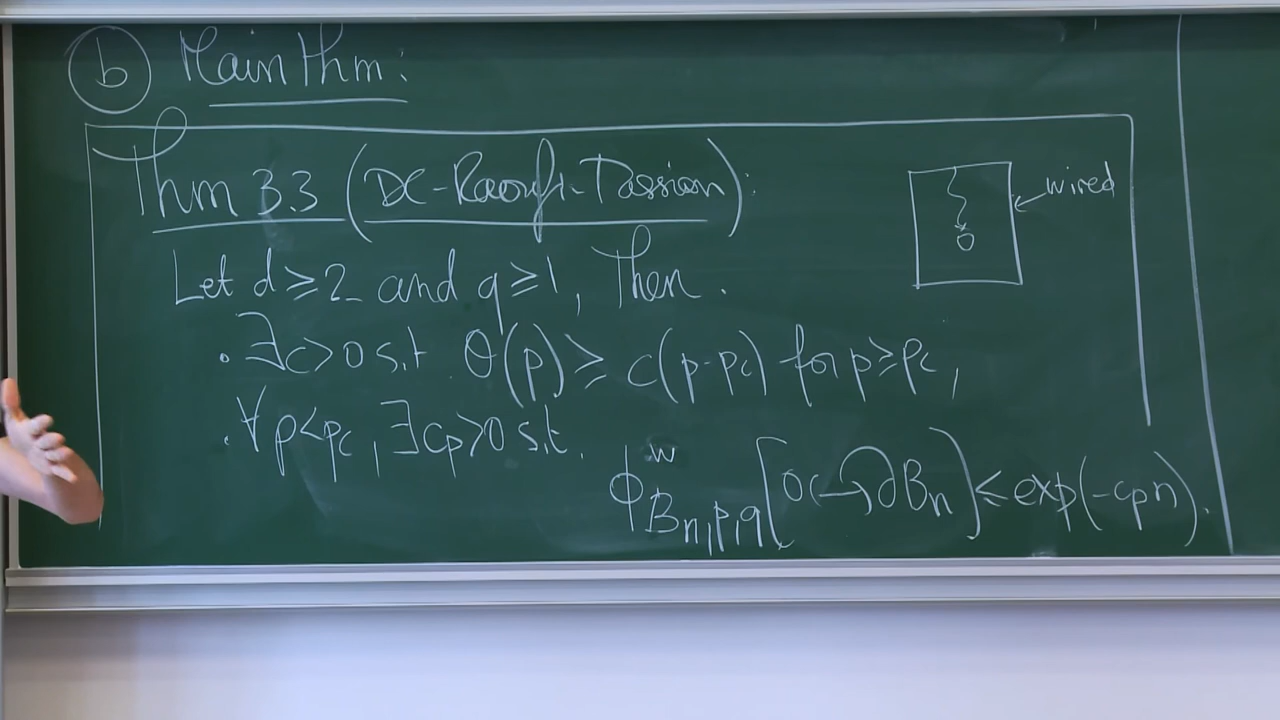 b Main thm:
Thm 3.3 (DC-Raoufi-Tassion):
wired
0
Let d ≥ 2 and q ≥ 1, Then.
• ∃c>0 s.t. θ(p) ≥ c(p-pc) for p ≥ pc,
• ∀p<pc, ∃cp>0 s.t.
ϕ^w_{Bn,p,q}[0 ↔ ∂Bn] ≤ exp(-cpn).